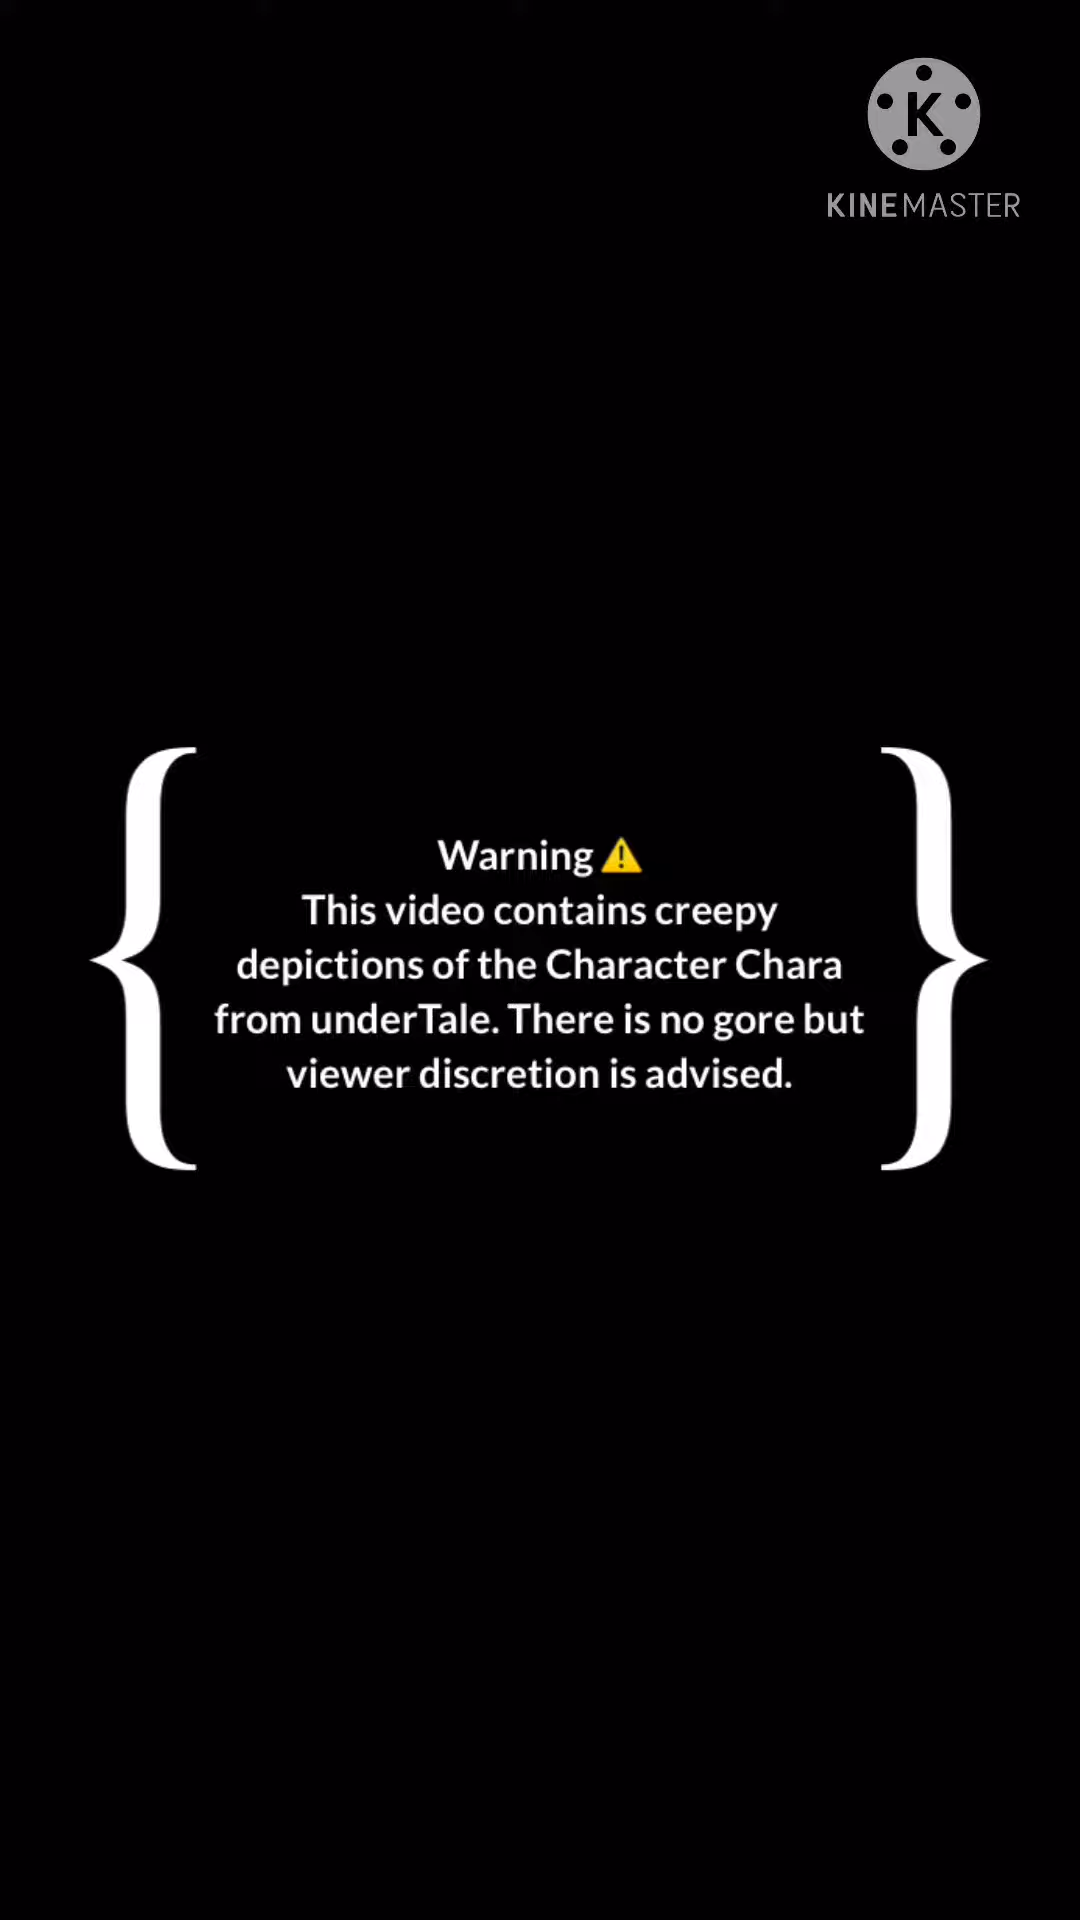 K
KINEMASTER
Warning ⚠️
This video contains creepy
depictions of the Character Chara
from underTale. There is no gore but
viewer discretion is advised.